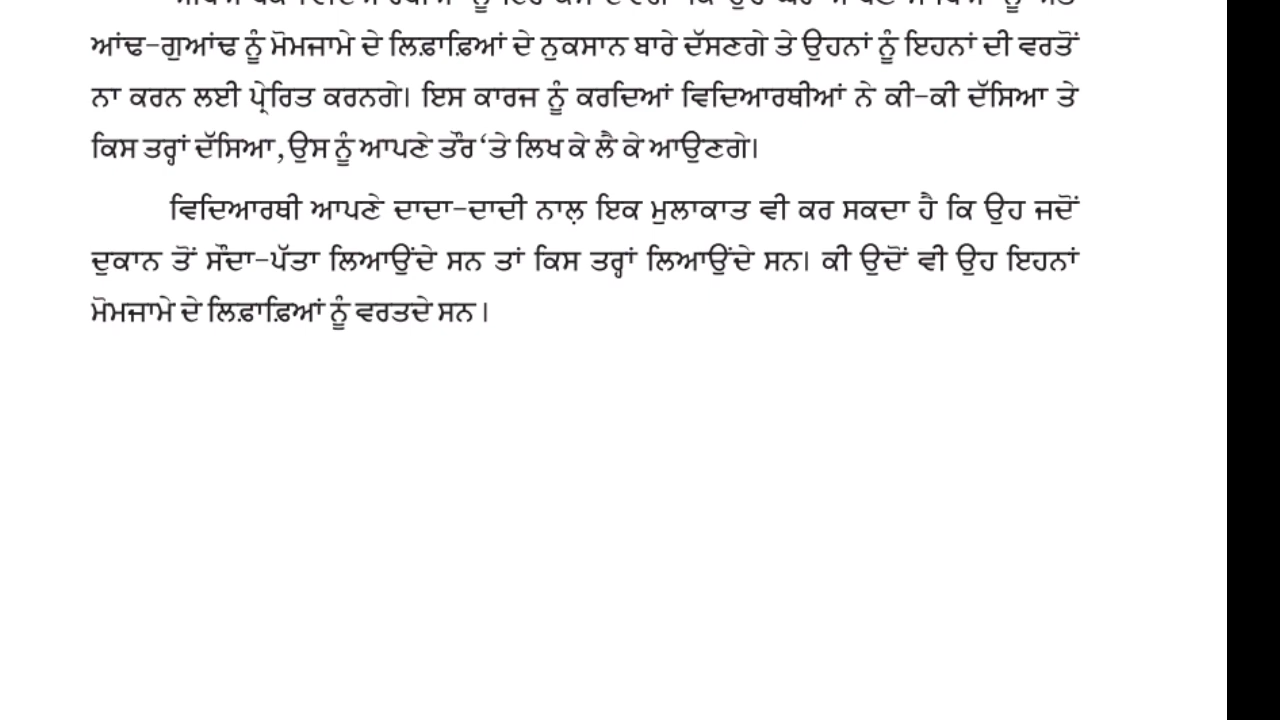 ਆਂਢ-ਗੁਆਂਢ ਨੂੰ ਮੋਮਜਾਮੇ ਦੇ ਲਿਫ਼ਾਫ਼ਿਆਂ ਦੇ ਨੁਕਸਾਨ ਬਾਰੇ ਦੱਸਣਗੇ ਤੇ ਉਹਨਾਂ ਨੂੰ ਇਹਨਾਂ ਦੀ ਵਰਤੋਂ
ਨਾ ਕਰਨ ਲਈ ਪ੍ਰੇਰਿਤ ਕਰਨਗੇ। ਇਸ ਕਾਰਜ ਨੂੰ ਕਰਦਿਆਂ ਵਿਦਿਆਰਥੀਆਂ ਨੇ ਕੀ-ਕੀ ਦੱਸਿਆ ਤੇ
ਕਿਸ ਤਰ੍ਹਾਂ ਦੱਸਿਆ,ਉਸ ਨੂੰ ਆਪਣੇ ਤੌਰ‘ਤੇ ਲਿਖ ਕੇ ਲੈ ਕੇ ਆਉਣਗੇ।
ਵਿਦਿਆਰਥੀ ਆਪਣੇ ਦਾਦਾ-ਦਾਦੀ ਨਾਲ਼ ਇਕ ਮੁਲਾਕਾਤ ਵੀ ਕਰ ਸਕਦਾ ਹੈ ਕਿ ਉਹ ਜਦੋਂ
ਦੁਕਾਨ ਤੋਂ ਸੌਦਾ-ਪੱਤਾ ਲਿਆਉਂਦੇ ਸਨ ਤਾਂ ਕਿਸ ਤਰ੍ਹਾਂ ਲਿਆਉਂਦੇ ਸਨ। ਕੀ ਉਦੋਂ ਵੀ ਉਹ ਇਹਨਾਂ
ਮੋਮਜਾਮੇ ਦੇ ਲਿਫ਼ਾਫ਼ਿਆਂ ਨੂੰ ਵਰਤਦੇ ਸਨ ।